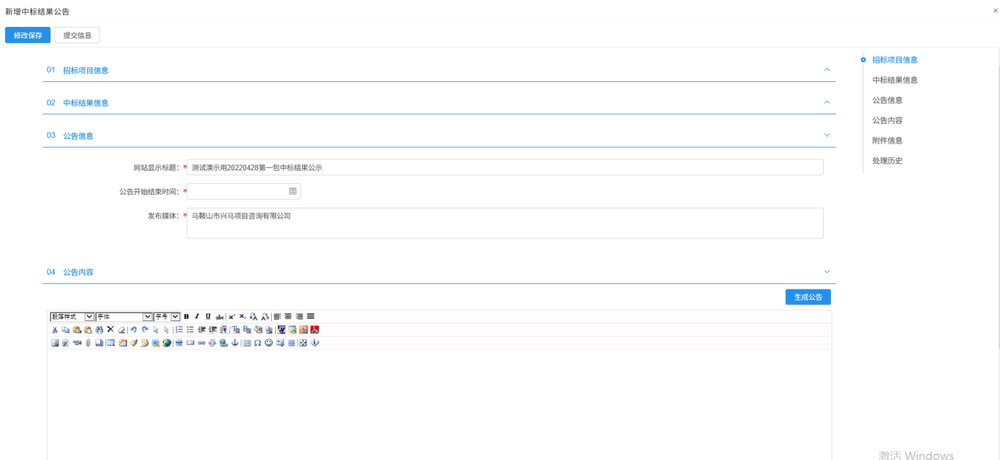 新增中标结果公告
×
修改保存 提交信息
01 招标项目信息
02 中标结果信息
03 公告信息
网站显示标题：* 测试演示用20220428第一包中标结果公示
公告开始结束时间：*
发布媒体：* 马鞍山市兴马项目咨询有限公司
04 公告内容
生成公告
段落样式 字体 字号 B I U abc x² x₂
招标项目信息
中标结果信息
公告信息
公告内容
附件信息
处理历史
激活 Windows